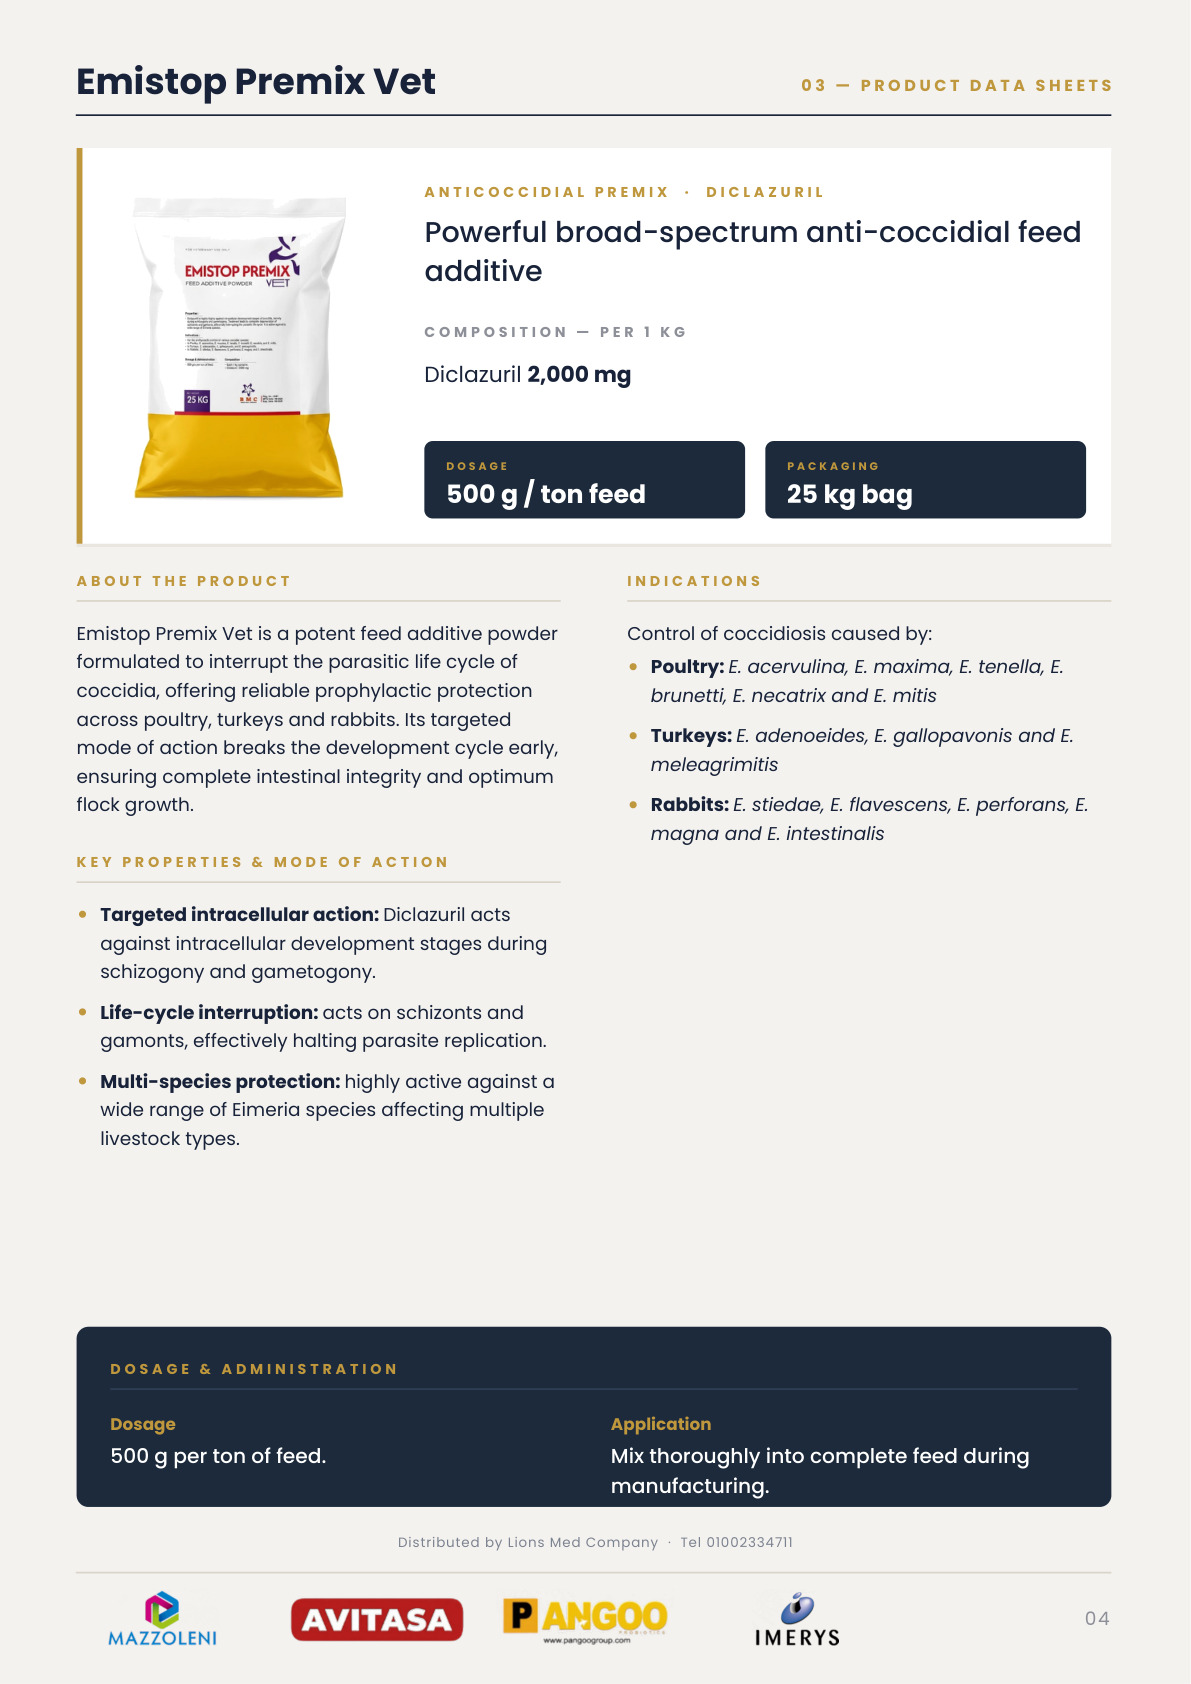 Emistop Premix Vet
03 — PRODUCT DATA SHEETS
ANTICOCCIDIAL PREMIX · DICLAZURIL
Powerful broad-spectrum anti-coccidial feed
additive
COMPOSITION — PER 1 KG
Diclazuril 2,000 mg
DOSAGE
500 g / ton feed
PACKAGING
25 kg bag
EMISTOP PREMIX
FEED ADDITIVE POWDER
VET
25 KG
ABOUT THE PRODUCT
Emistop Premix Vet is a potent feed additive powder
formulated to interrupt the parasitic life cycle of
coccidia, offering reliable prophylactic protection
across poultry, turkeys and rabbits. Its targeted
mode of action breaks the development cycle early,
ensuring complete intestinal integrity and optimum
flock growth.
KEY PROPERTIES & MODE OF ACTION
• Targeted intracellular action: Diclazuril acts
against intracellular development stages during
schizogony and gametogony.
• Life-cycle interruption: acts on schizonts and
gamonts, effectively halting parasite replication.
• Multi-species protection: highly active against a
wide range of Eimeria species affecting multiple
livestock types.
INDICATIONS
Control of coccidiosis caused by:
• Poultry: E. acervulina, E. maxima, E. tenella, E.
brunetti, E. necatrix and E. mitis
• Turkeys: E. adenoeides, E. gallopavonis and E.
meleagrimitis
• Rabbits: E. stiedae, E. flavescens, E. perforans, E.
magna and E. intestinalis
DOSAGE & ADMINISTRATION
Dosage
500 g per ton of feed.
Application
Mix thoroughly into complete feed during
manufacturing.
Distributed by Lions Med Company · Tel 01002334711
MAZZOLENI
AVITASA
PANGOO
PROBIOTICS
www.pangoogroup.com
IMERYS
04